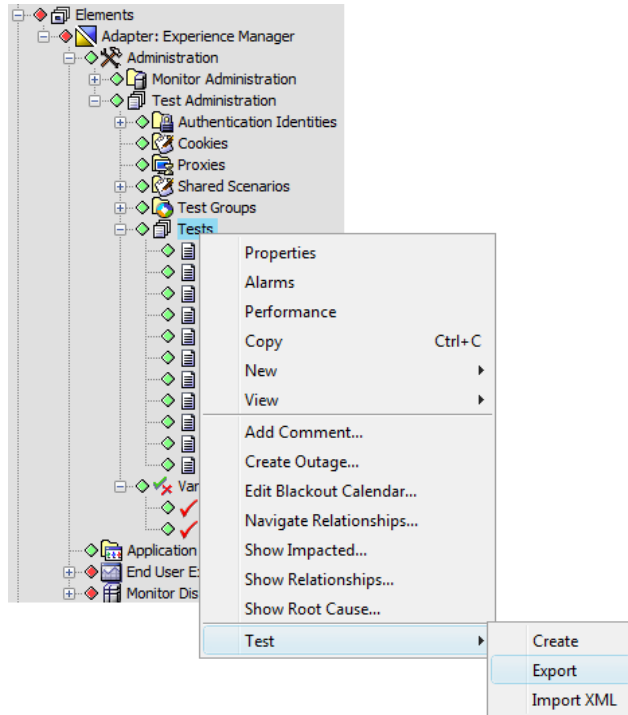 Elements
Adapter: Experience Manager
Administration
Monitor Administration
Test Administration
Authentication Identities
Cookies
Proxies
Shared Scenarios
Test Groups
Tests
Properties
Alarms
Performance
Copy Ctrl+C
New
View
Add Comment...
Create Outage...
Edit Blackout Calendar...
Navigate Relationships...
Show Impacted...
Show Relationships...
Show Root Cause...
Test
Var
Application
End User E
Monitor Dis
Create
Export
Import XML